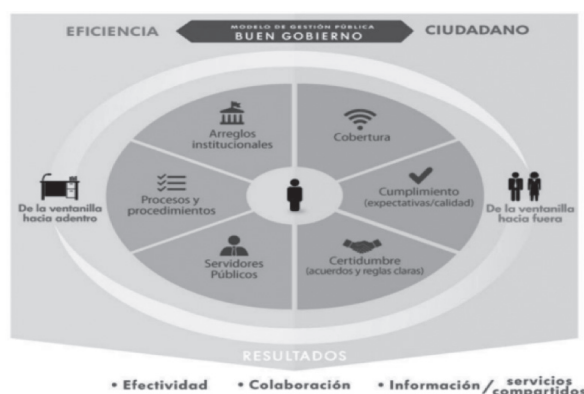 EFICIENCIA
MODELO DE GESTIÓN PÚBLICA
BUEN GOBIERNO
CIUDADANO
Arreglos
institucionales
Cobertura
De la ventanilla
hacia adentro
Procesos y
procedimientos
Cumplimiento
(expectativas/calidad)
De la ventanilla
hacia fuera
Servidores
Públicos
Certidumbre
(acuerdos y reglas claras)
RESULTADOS
• Efectividad • Colaboración • Información / servicios
compartidos